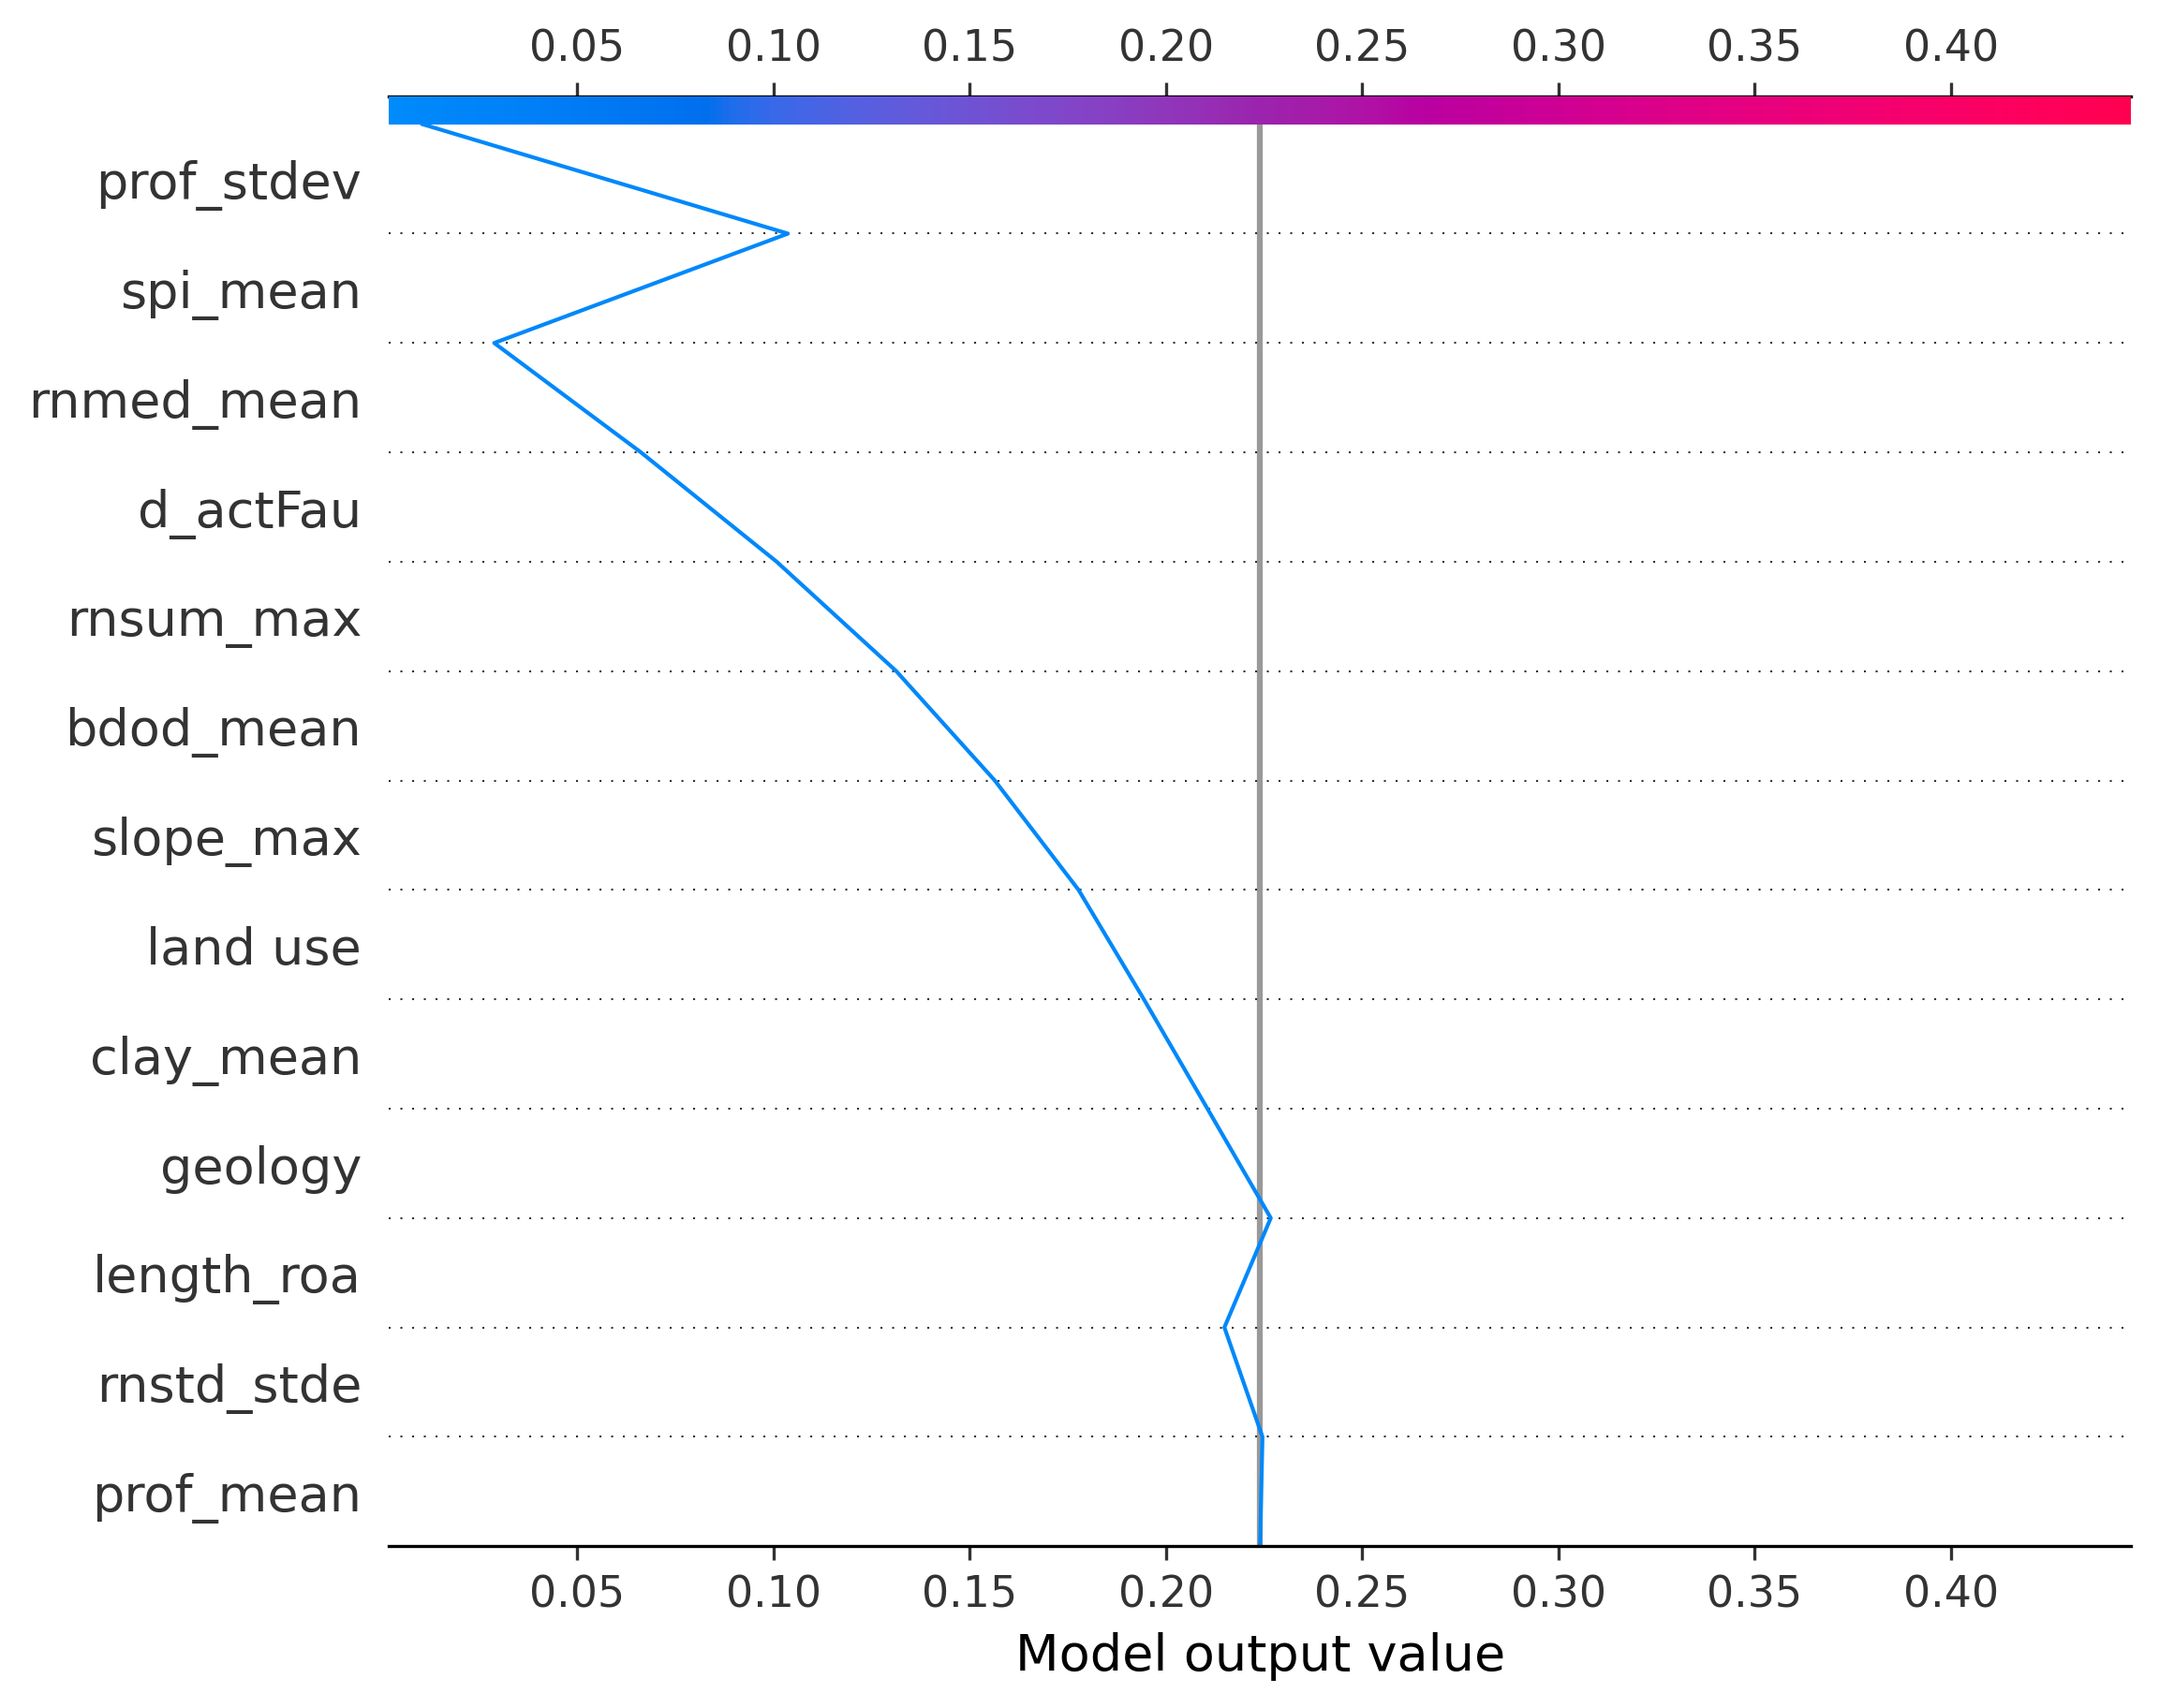 0.05 0.10 0.15 0.20 0.25 0.30 0.35 0.40
prof_stdev
spi_mean
rnmed_mean
d_actFau
rnsum_max
bdod_mean
slope_max
land use
clay_mean
geology
length_roa
rnstd_stde
prof_mean
0.05 0.10 0.15 0.20 0.25 0.30 0.35 0.40
Model output value